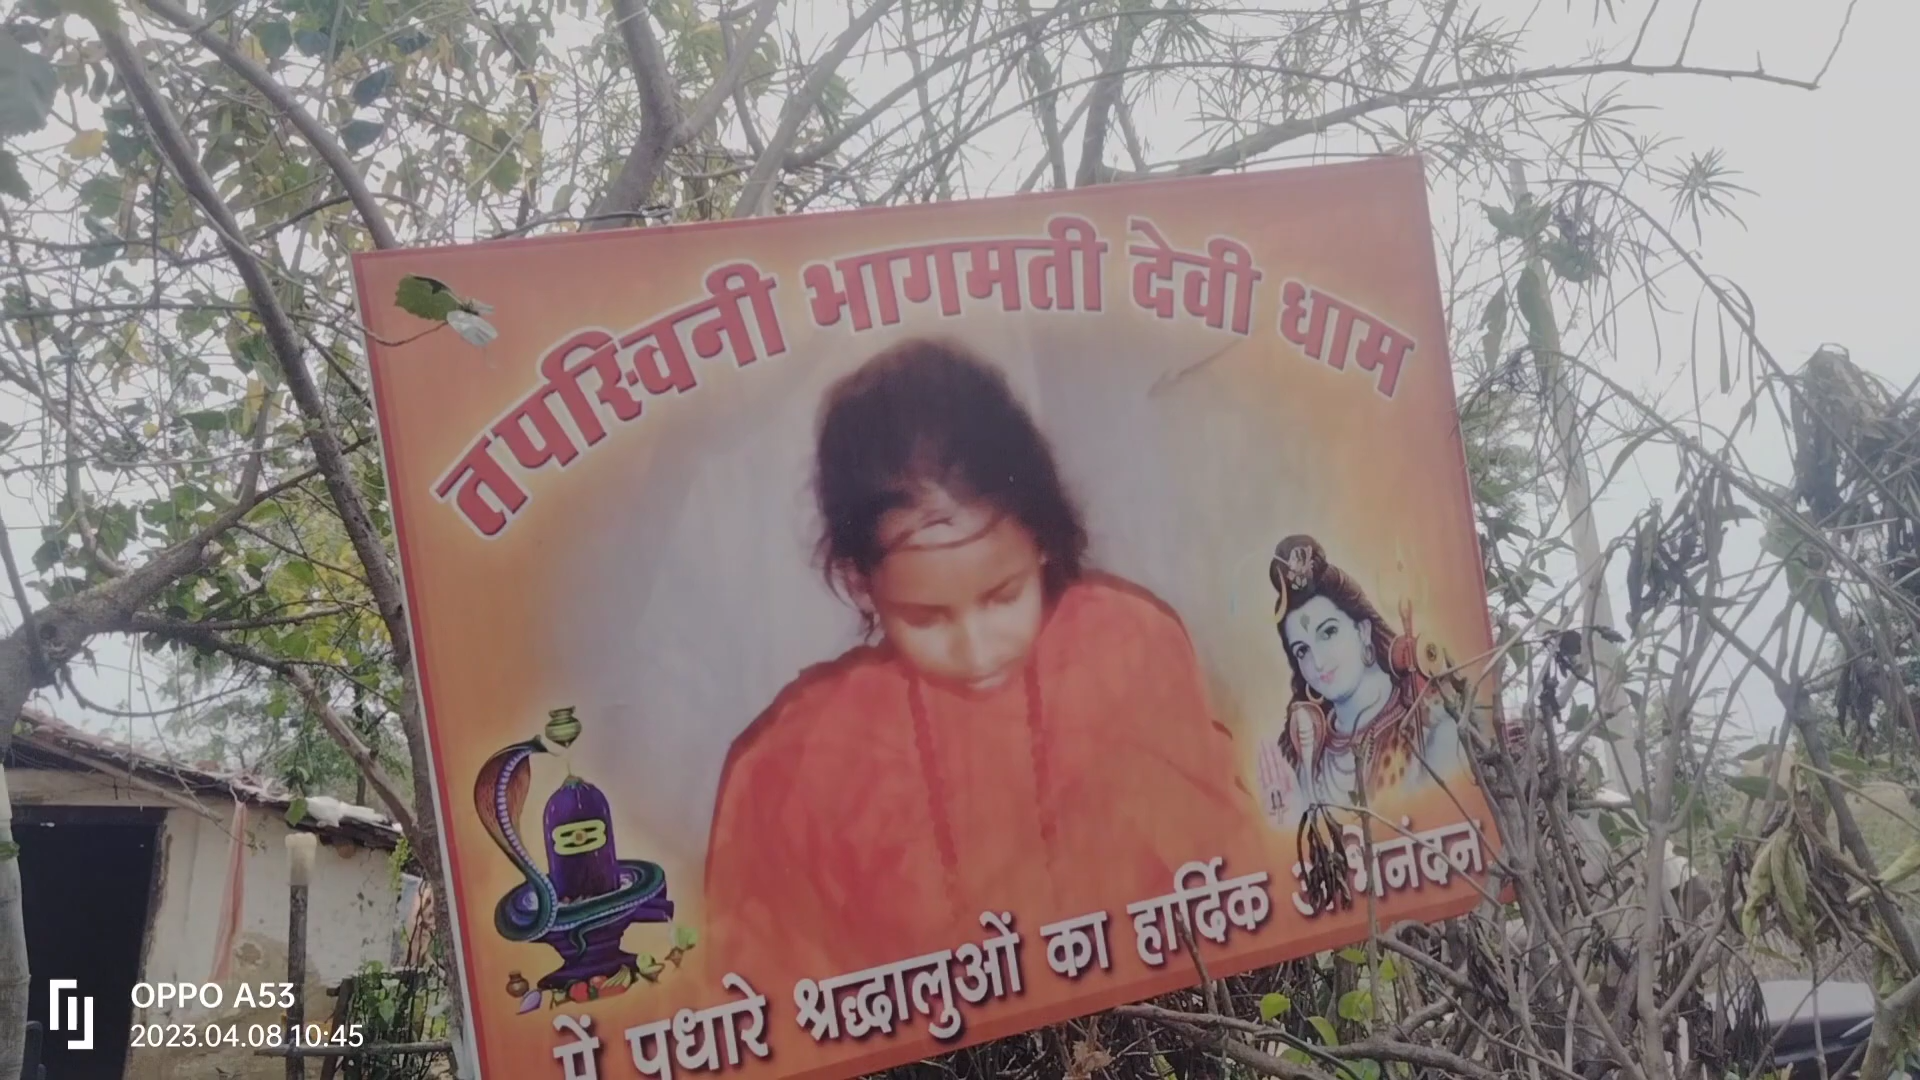 तपस्विनी भागमती देवी धाम
में पधारे श्रद्धालुओं का हार्दिक अभिनंदन
OPPO A53
2023.04.08 10:45